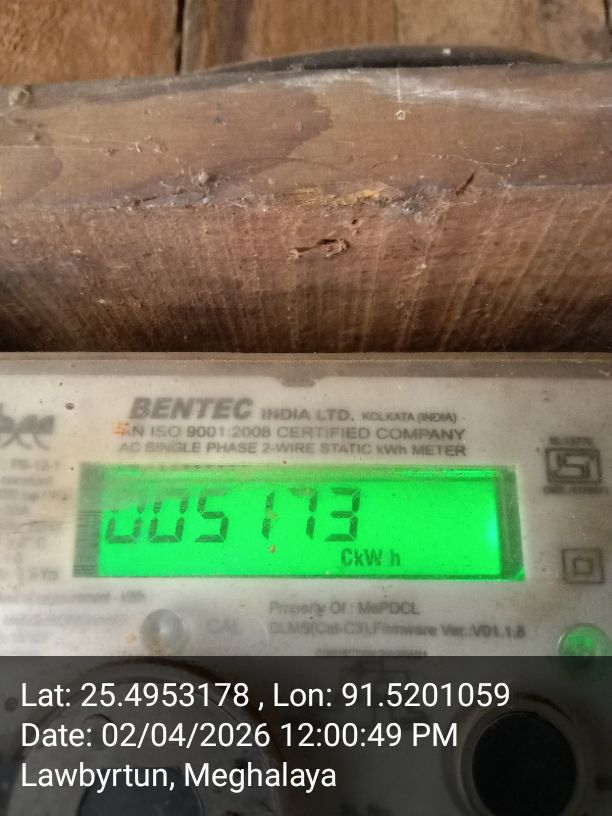 BENTEC INDIA LTD. KOLKATA (INDIA)
AN ISO 9001:2008 CERTIFIED COMPANY
AC SINGLE PHASE 2-WIRE STATIC kWh METER
005173
CkWh
Property Of : MePDCL
CAL
DLMS(Cat-C3),Firmware Ver.:V01.1.8
Lat: 25.4953178 , Lon: 91.5201059
Date: 02/04/2026 12:00:49 PM
Lawbyrtun, Meghalaya